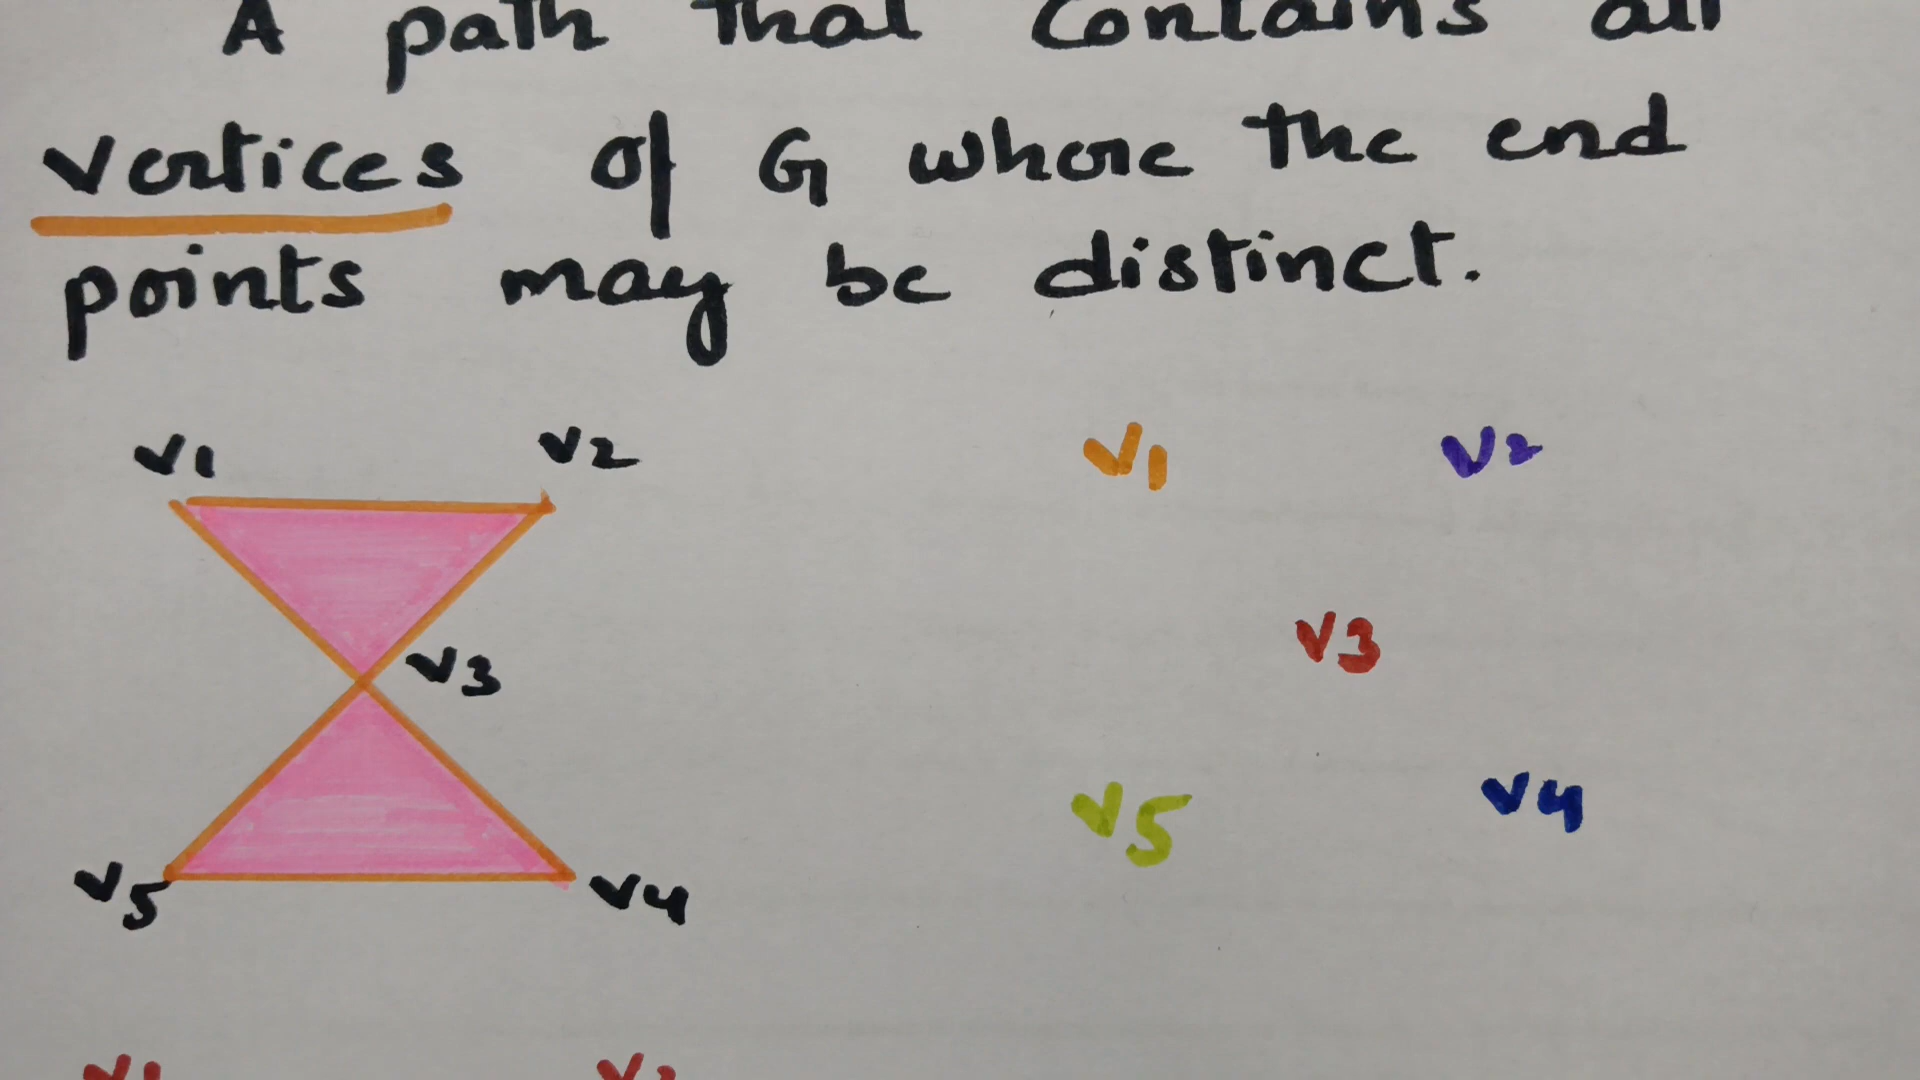 A path that contains all
vertices of G where the end
points may be distinct.
v1 v2
v1 v2
v3
v3
v5 v4
v5 v4
v1